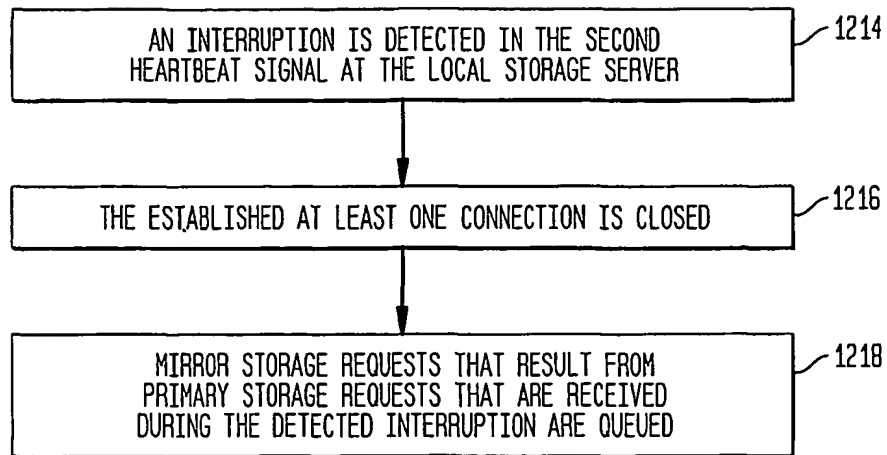 AN INTERRUPTION IS DETECTED IN THE SECOND
HEARTBEAT SIGNAL AT THE LOCAL STORAGE SERVER
1214
THE ESTABLISHED AT LEAST ONE CONNECTION IS CLOSED
1216
MIRROR STORAGE REQUESTS THAT RESULT FROM
PRIMARY STORAGE REQUESTS THAT ARE RECEIVED
DURING THE DETECTED INTERRUPTION ARE QUEUED
1218